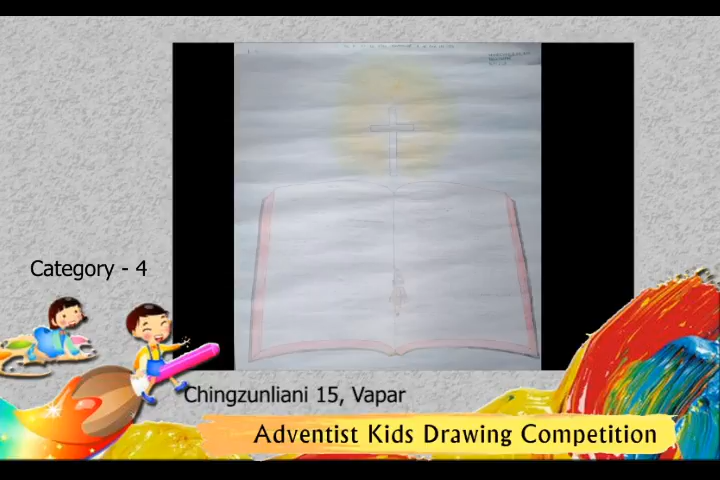 Category - 4
Chingzunliani 15, Vapar
Adventist Kids Drawing Competition